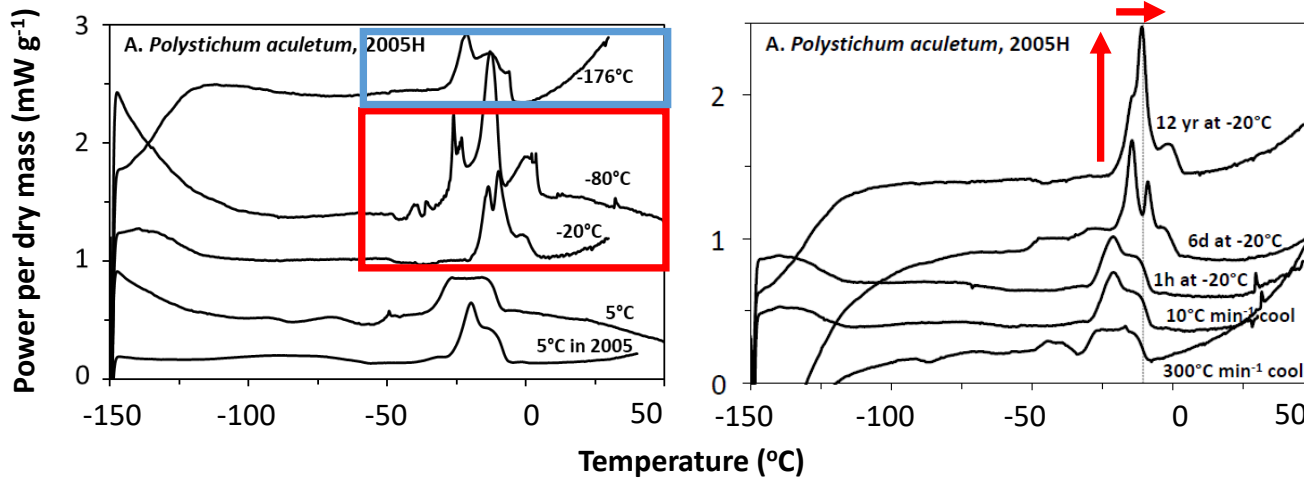 Power per dry mass (mW g-1)
3
2
1
0
A. Polystichum aculetum, 2005H
-176°C
-80°C
-20°C
5°C
5°C in 2005
-150
-100
-50
0
50
2
1
0
A. Polystichum aculetum, 2005H
12 yr at -20°C
6d at -20°C
1h at -20°C
10°C min-1 cool
300°C min-1 cool
-150
-100
-50
0
50
Temperature (oC)